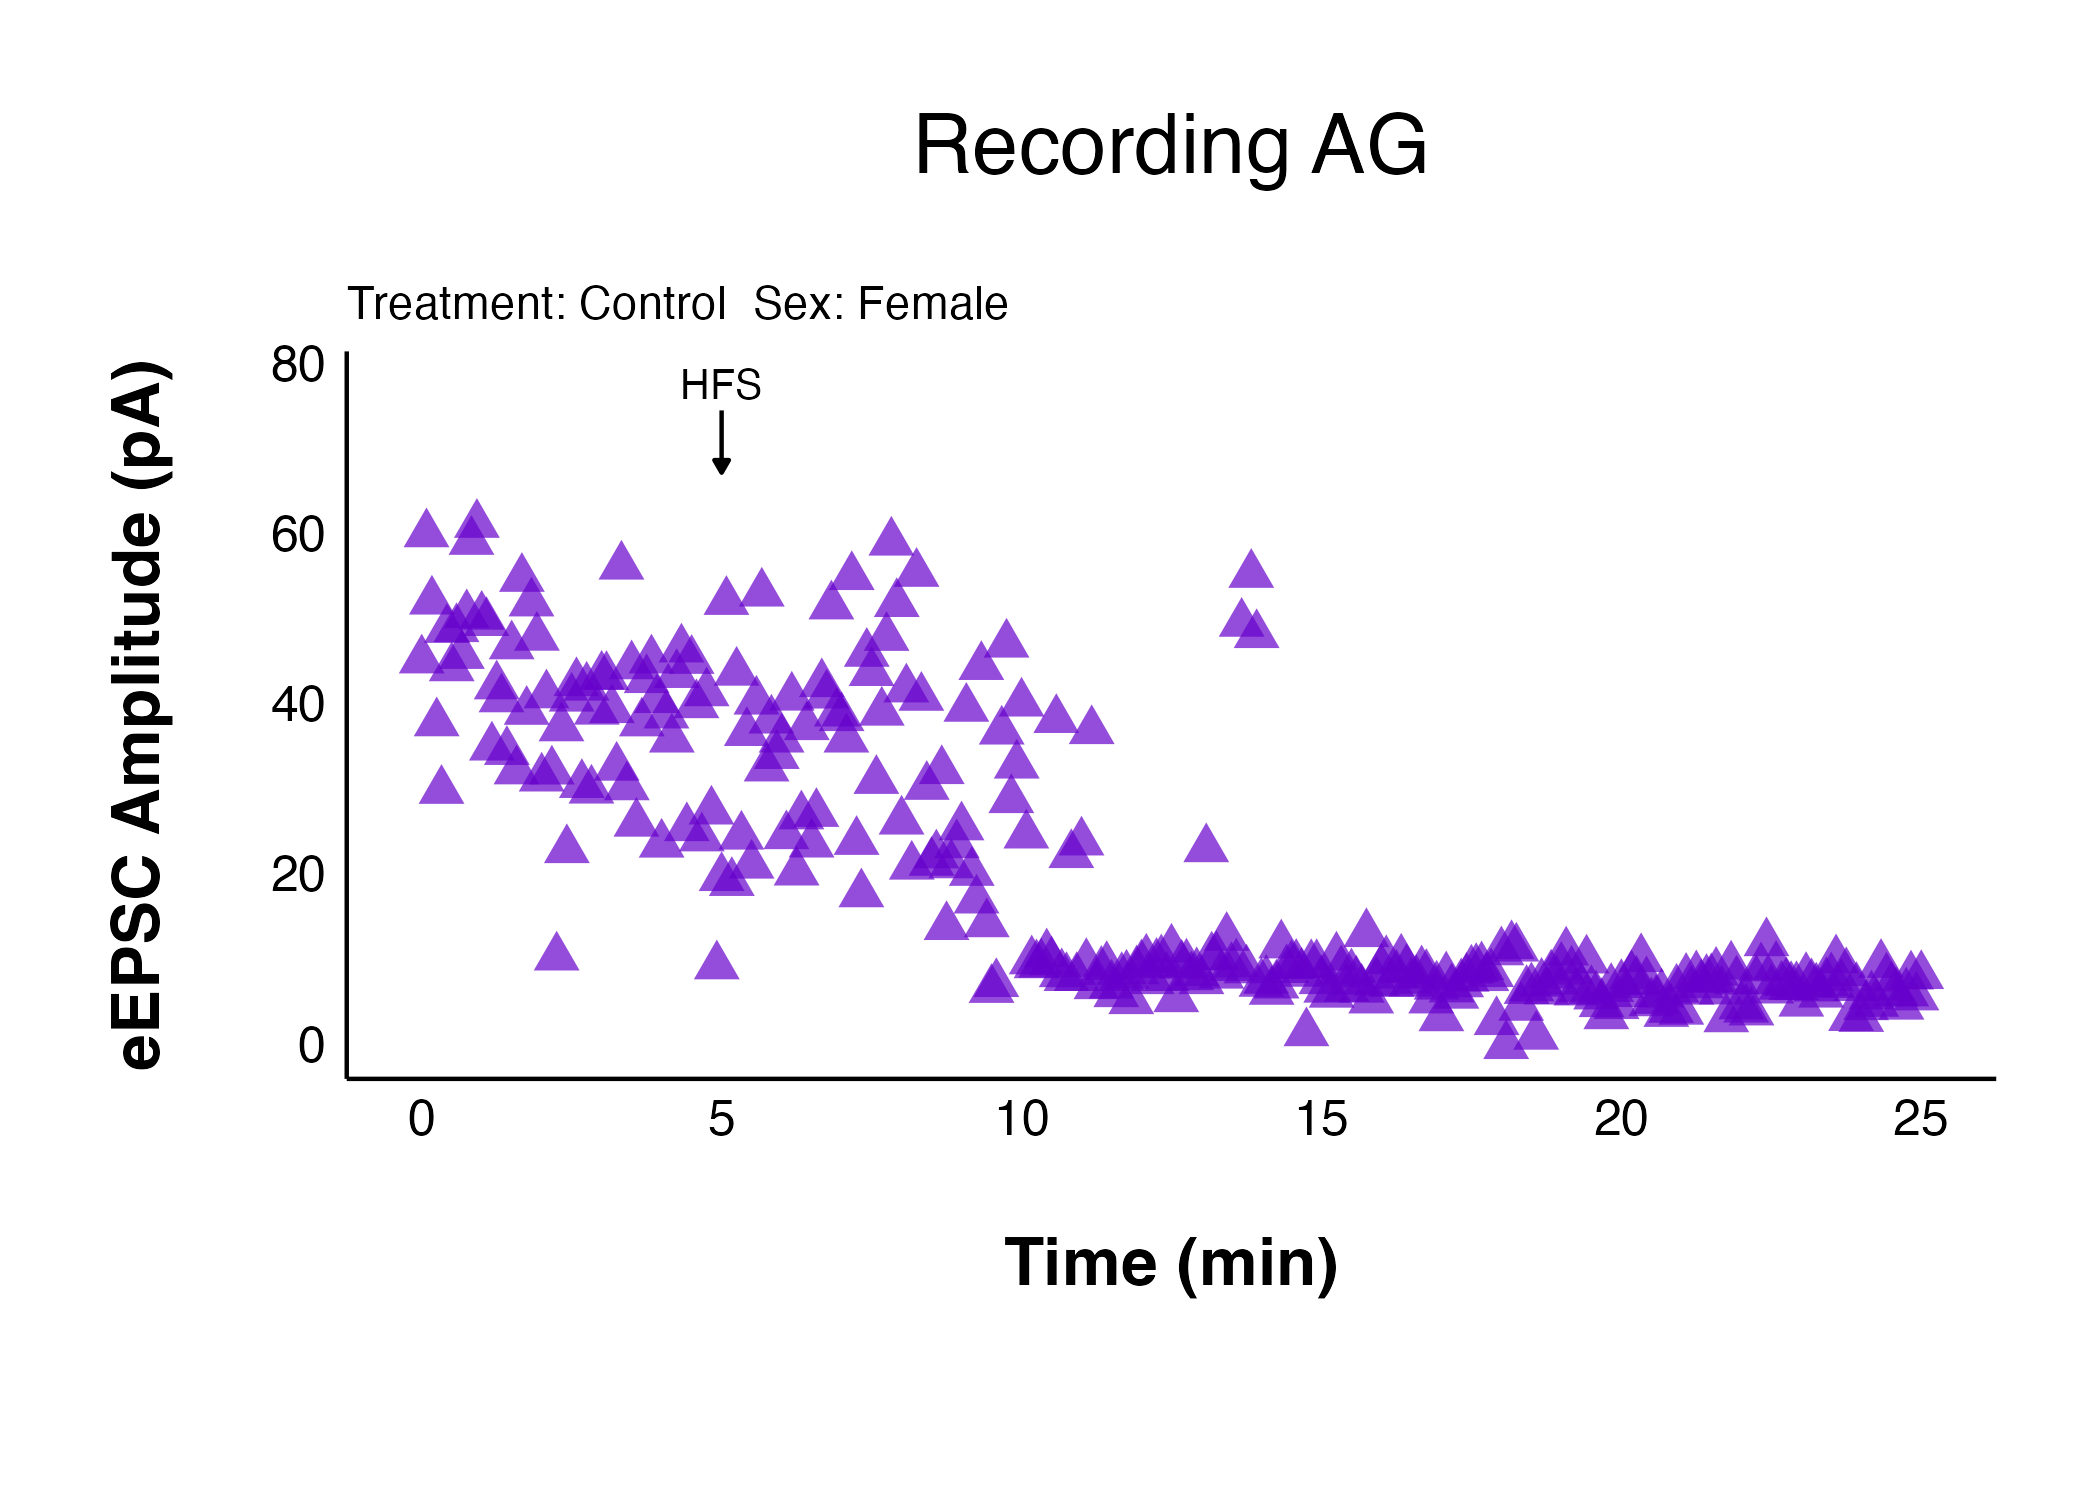 Recording AG
Treatment: Control  Sex: Female
HFS
eEPSC Amplitude (pA)
80
60
40
20
0
0 5 10 15 20 25
Time (min)